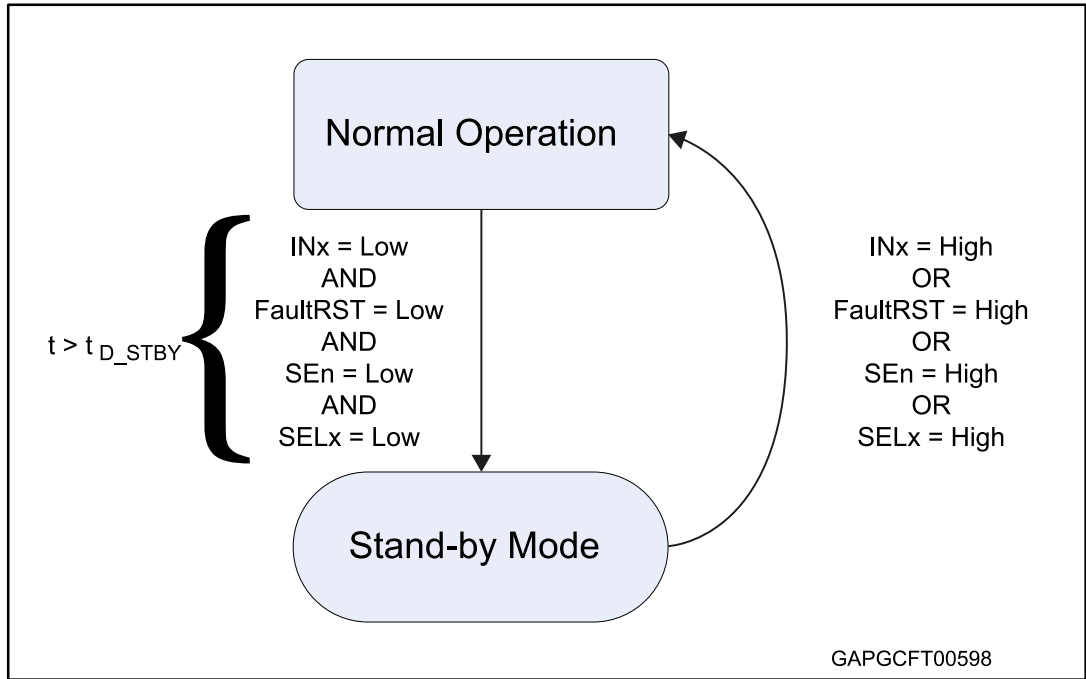 Normal Operation
t > t D_STBY
INx = Low
AND
FaultRST = Low
AND
SEn = Low
AND
SELx = Low
INx = High
OR
FaultRST = High
OR
SEn = High
OR
SELx = High
Stand-by Mode
GAPGCFT00598